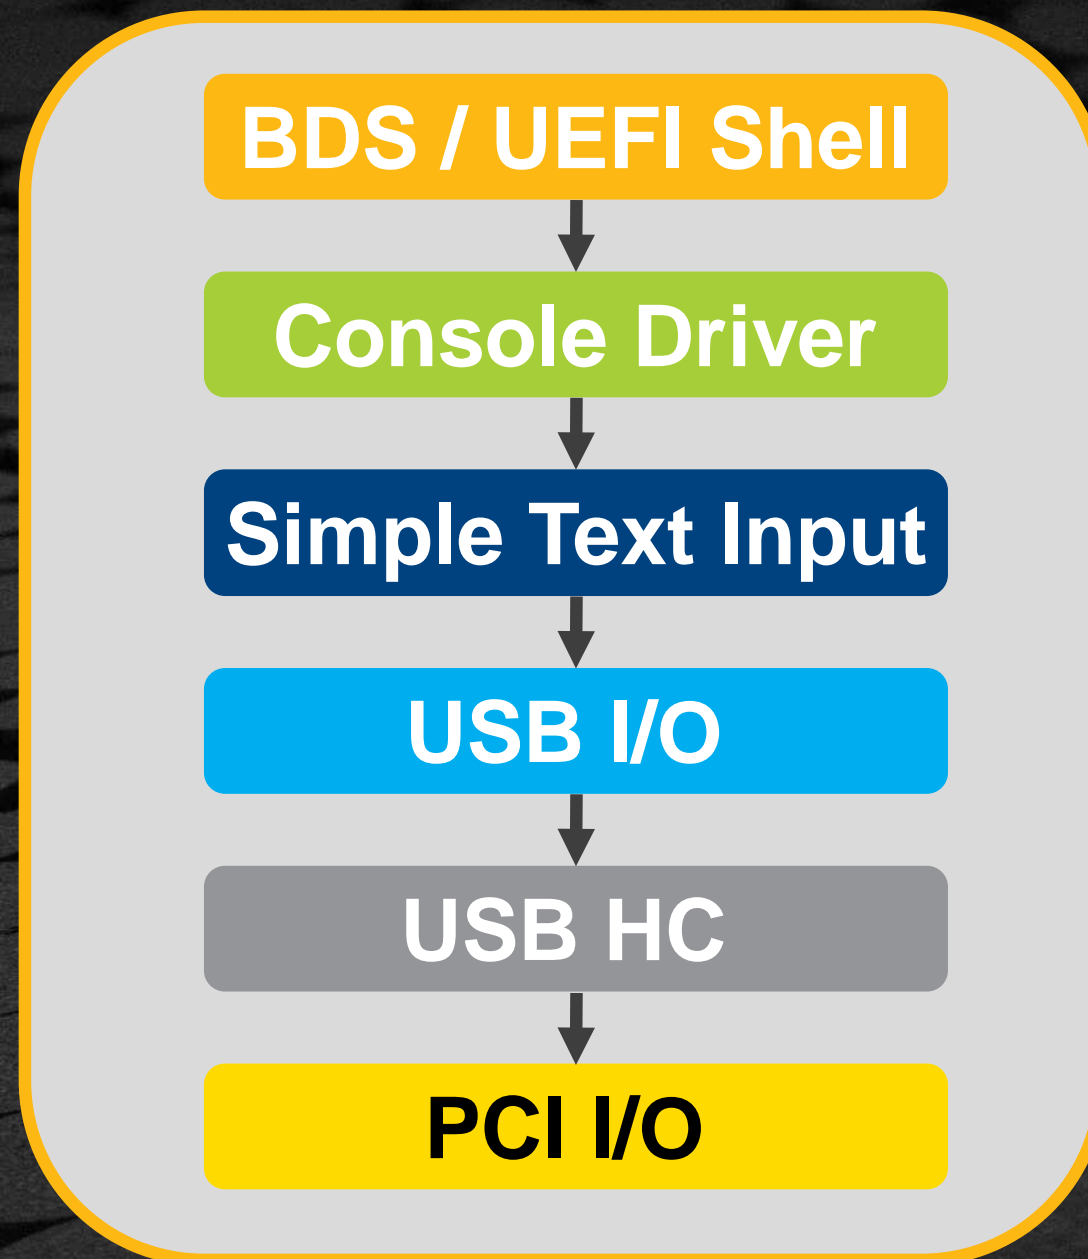 BDS / UEFI Shell
Console Driver
Simple Text Input
USB I/O
USB HC
PCI I/O